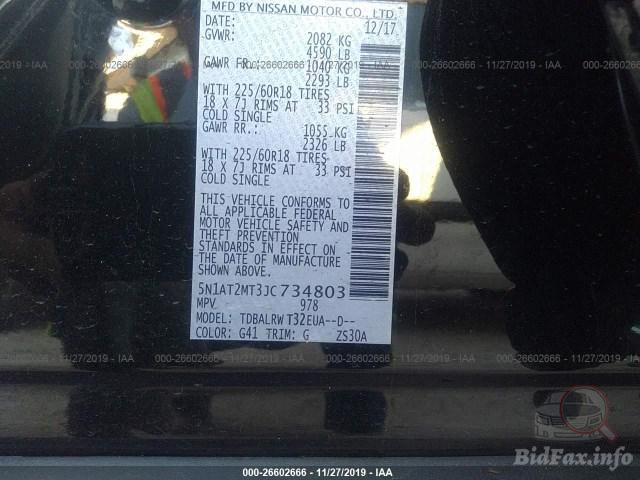 MFD BY NISSAN MOTOR CO., LTD.
DATE: 12/17
GVWR: 2082 KG
4590 LB
GAWR FR.: 1040 KG
2293 LB
WITH 225/60R18 TIRES
18 X 7J RIMS AT 33 PSI
COLD SINGLE
GAWR RR.: 1055 KG
2326 LB
WITH 225/60R18 TIRES
18 X 7J RIMS AT 33 PSI
COLD SINGLE
THIS VEHICLE CONFORMS TO
ALL APPLICABLE FEDERAL
MOTOR VEHICLE SAFETY AND
THEFT PREVENTION
STANDARDS IN EFFECT ON
THE DATE OF MANUFACTURE
SHOWN ABOVE.
5N1AT2MT3JC734803
MPV 978
MODEL: TDBALRW T32EUA--D--
COLOR: G41 TRIM: G ZS30A
000-26602666 - 11/27/2019 - IAA
BidFax.info